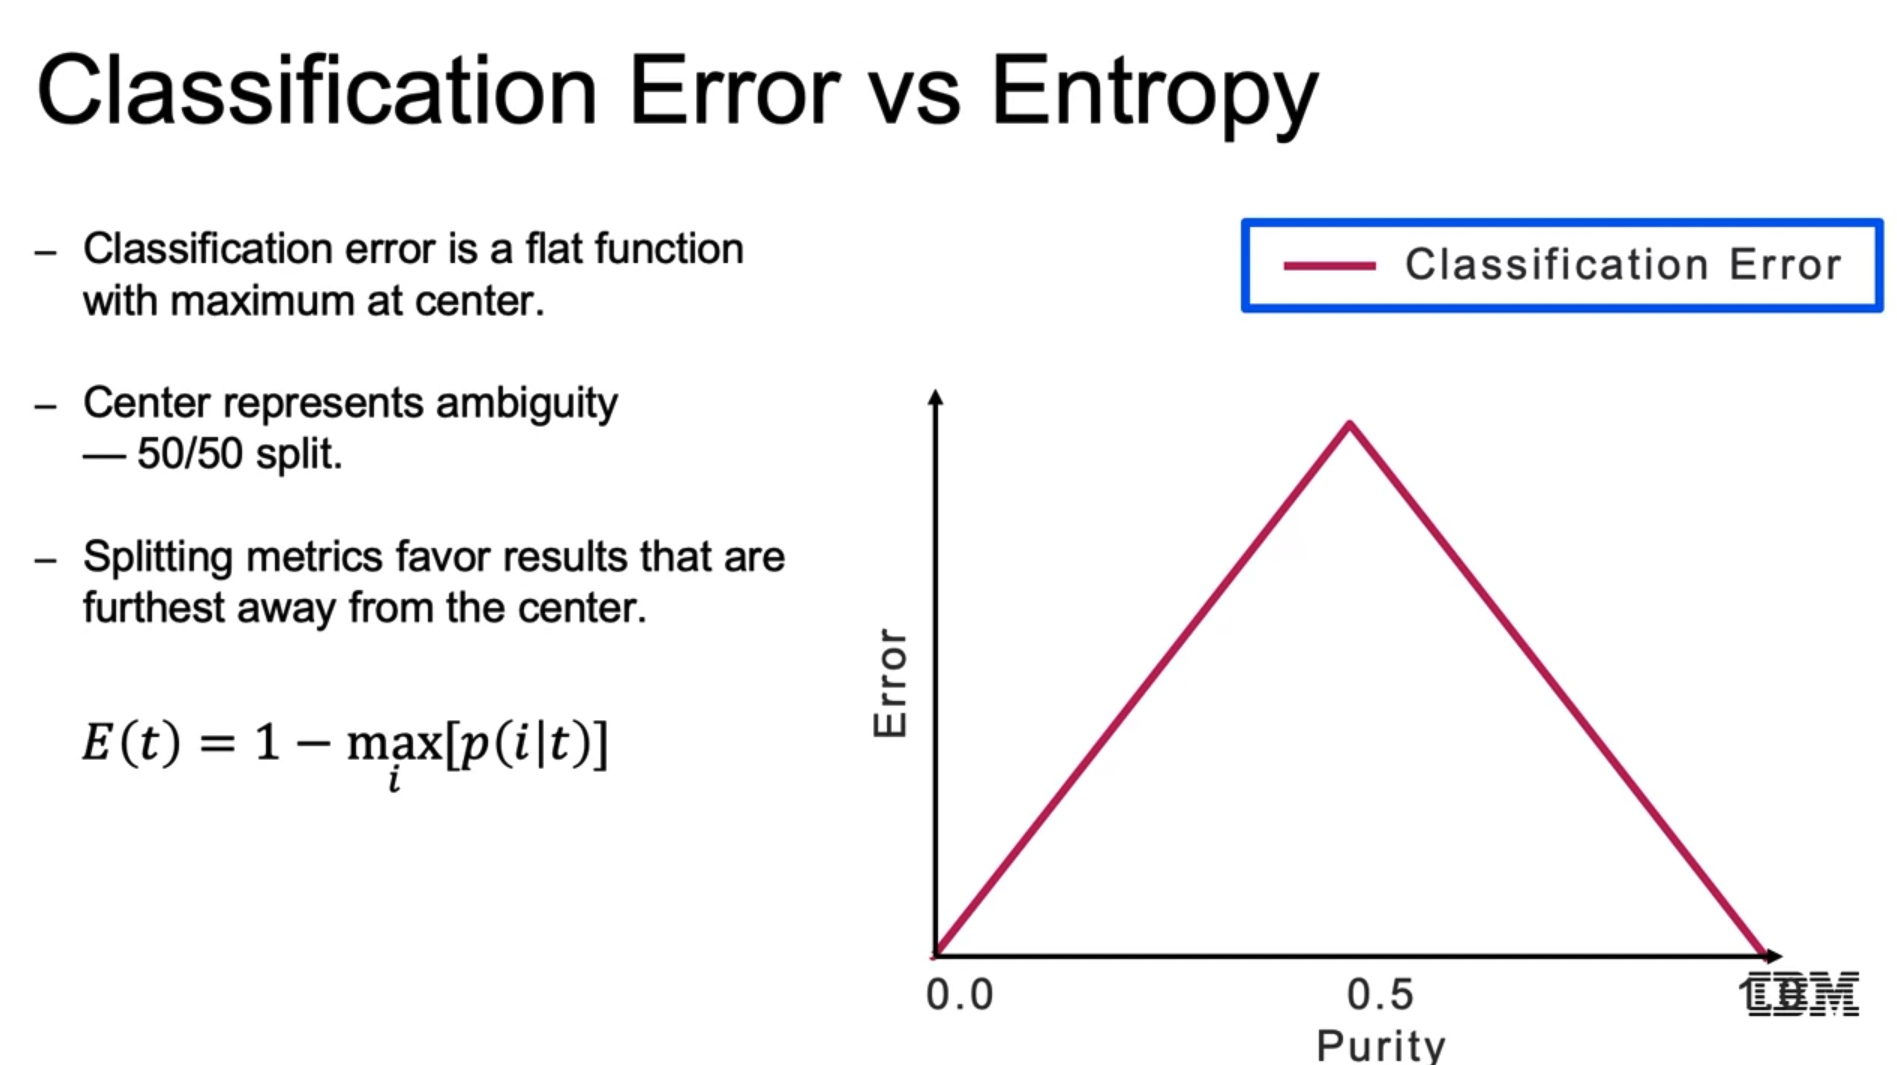 Classification Error vs Entropy
– Classification error is a flat function
with maximum at center.
– Center represents ambiguity
— 50/50 split.
– Splitting metrics favor results that are
furthest away from the center.
E(t) = 1 − max[p(i|t)]
i
Classification Error
Error
0.0
0.5
1.0
Purity
IBM